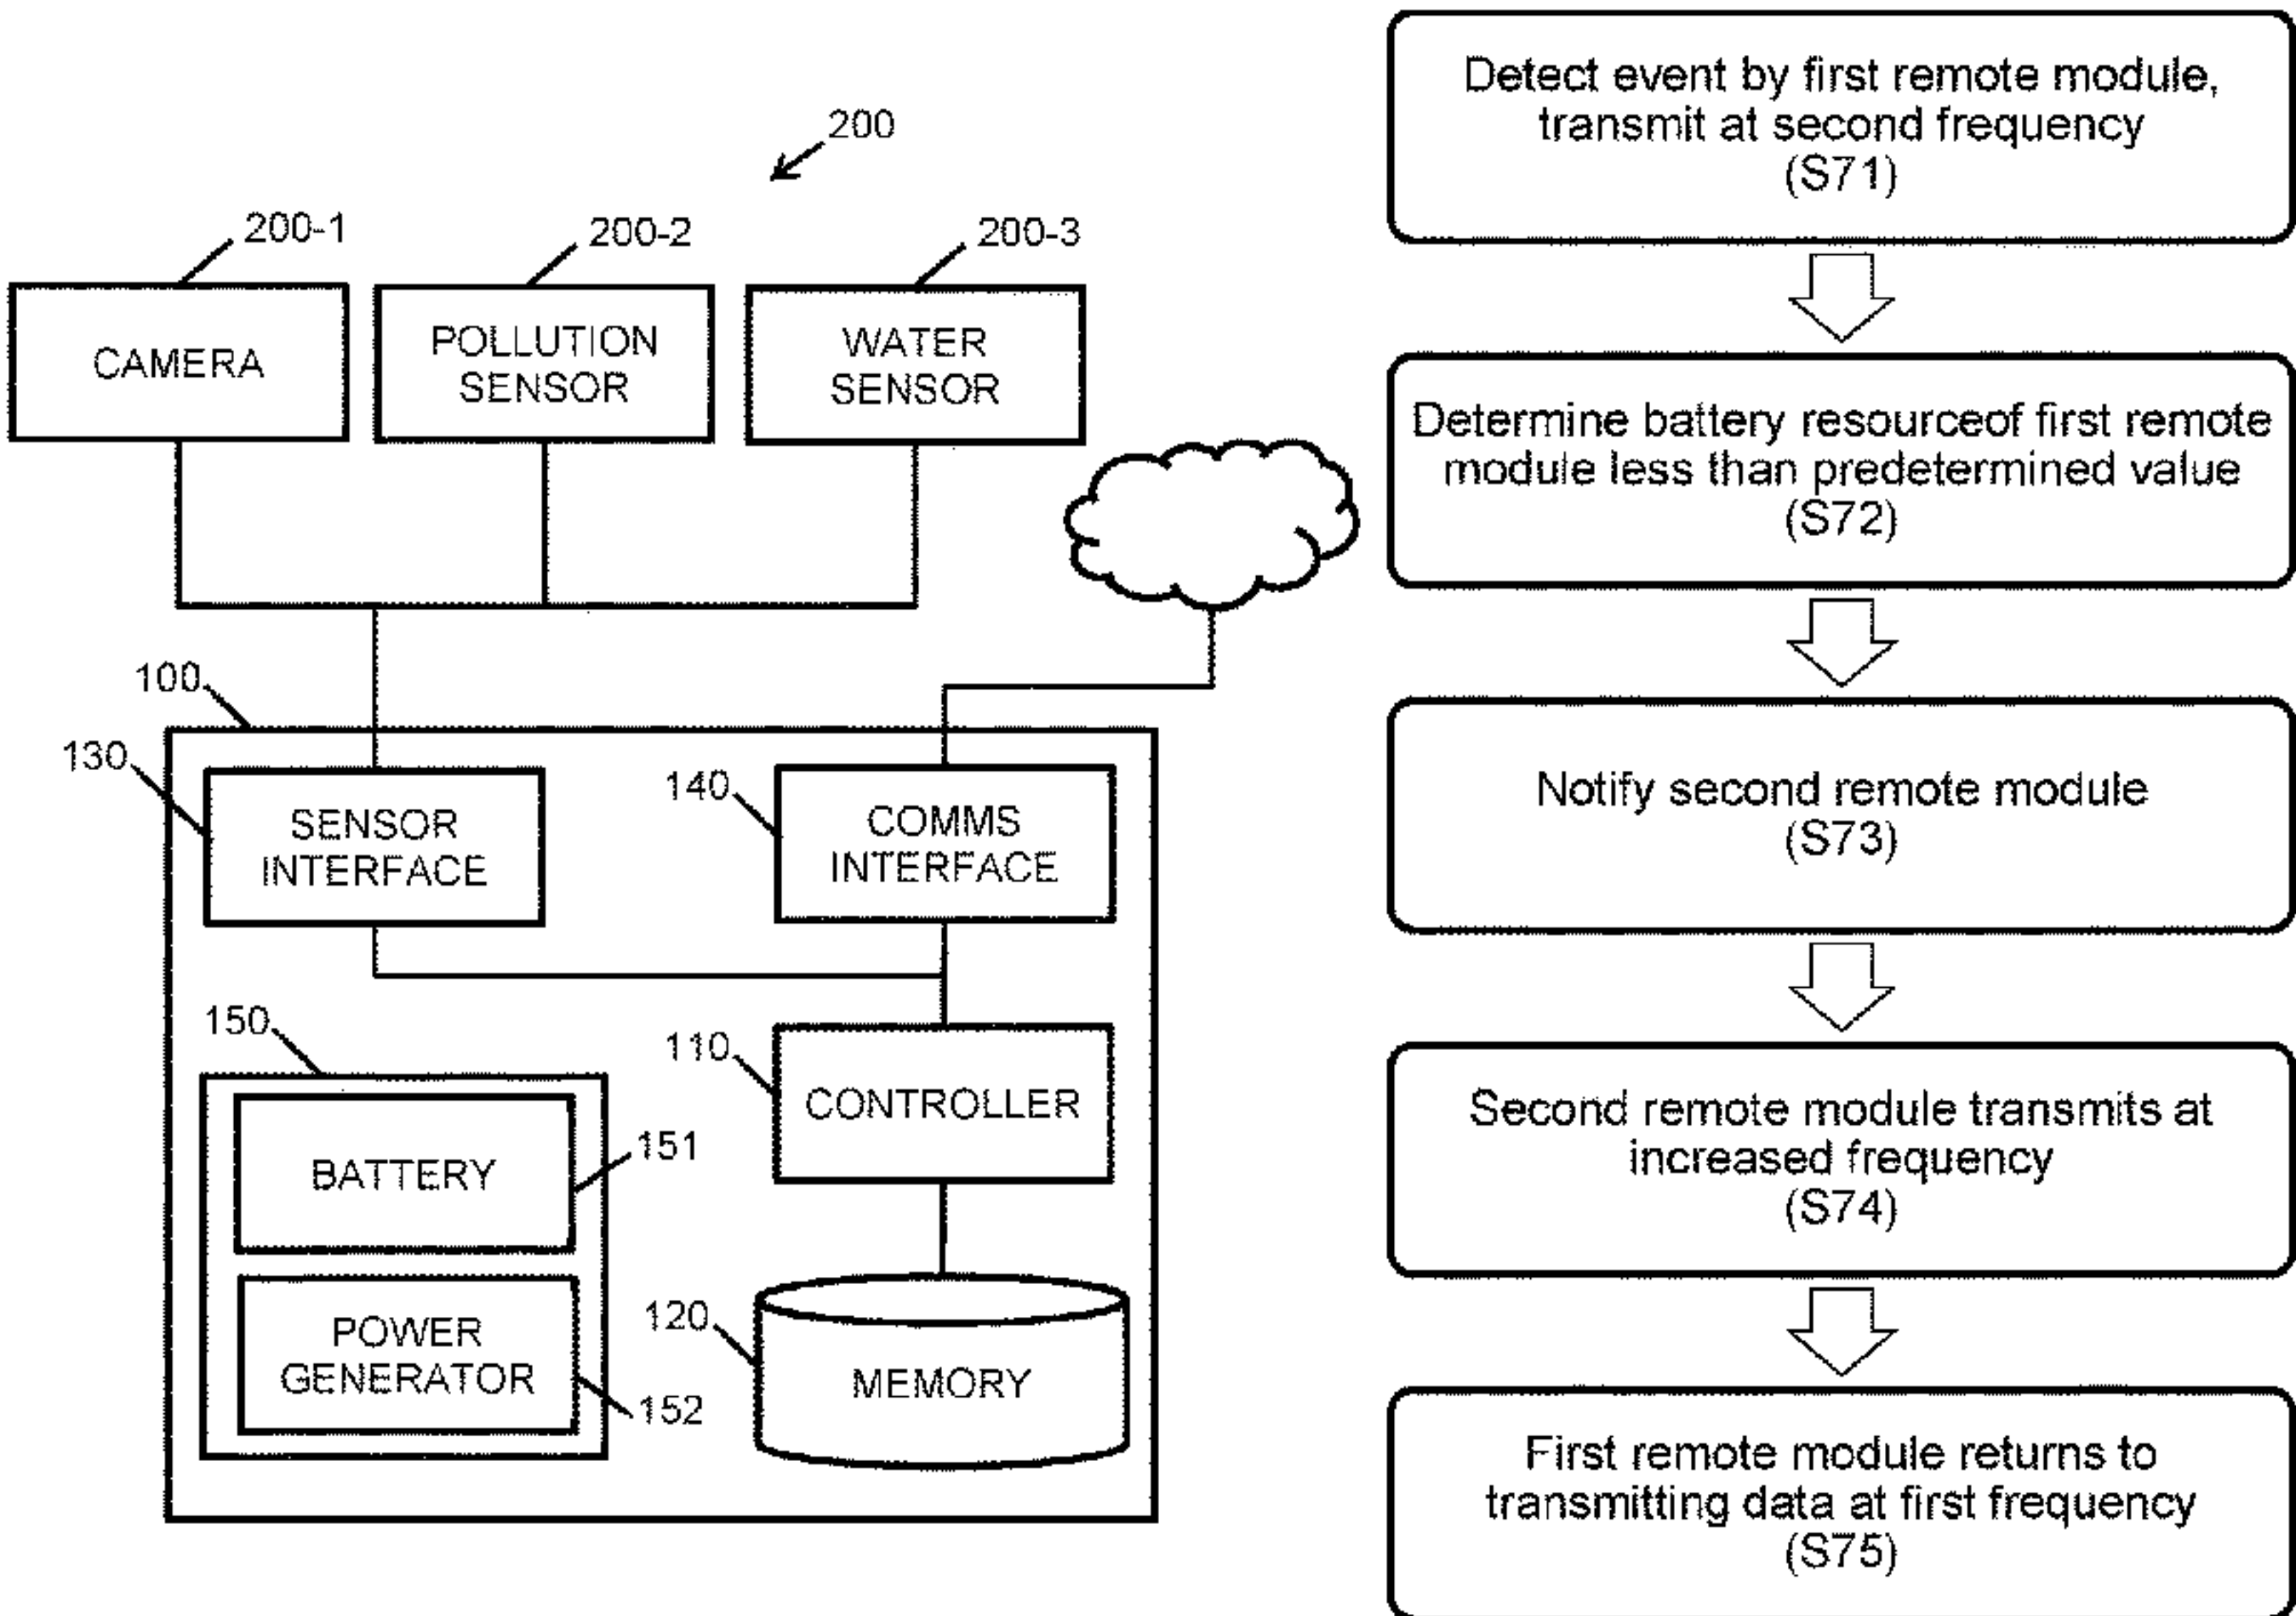 200
200-1
200-2
200-3
CAMERA
POLLUTION
SENSOR
WATER
SENSOR
100
130
SENSOR
INTERFACE
140
COMMS
INTERFACE
150
110
CONTROLLER
BATTERY
151
120
MEMORY
POWER
GENERATOR
152
Detect event by first remote module,
transmit at second frequency
(S71)
Determine battery resourceof first remote
module less than predetermined value
(S72)
Notify second remote module
(S73)
Second remote module transmits at
increased frequency
(S74)
First remote module returns to
transmitting data at first frequency
(S75)